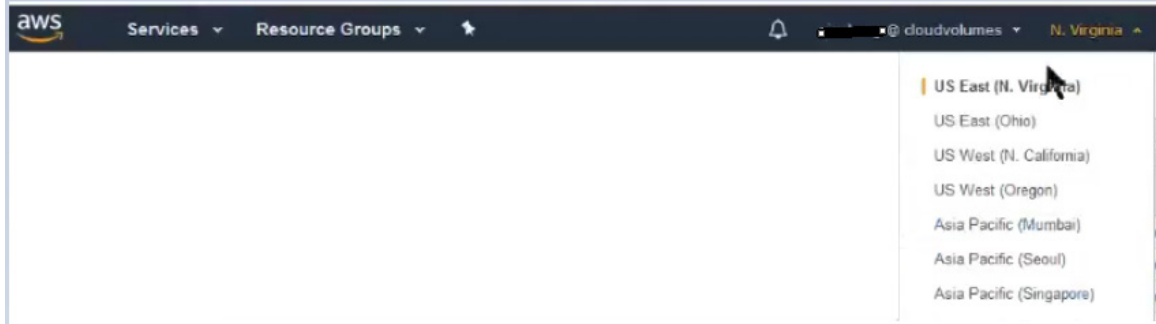 aws Services Resource Groups @ cloudvolumes N. Virginia
US East (N. Virginia)
US East (Ohio)
US West (N. California)
US West (Oregon)
Asia Pacific (Mumbai)
Asia Pacific (Seoul)
Asia Pacific (Singapore)